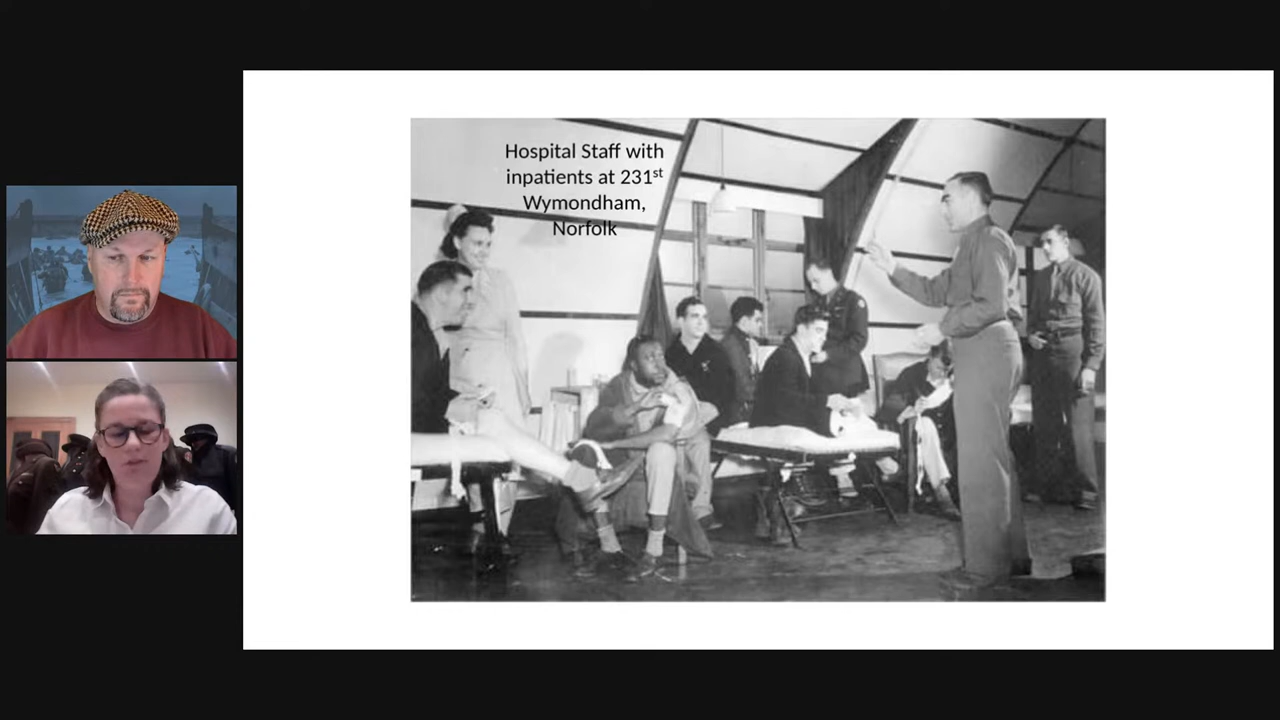 Hospital Staff with
inpatients at 231st
Wymondham,
Norfolk